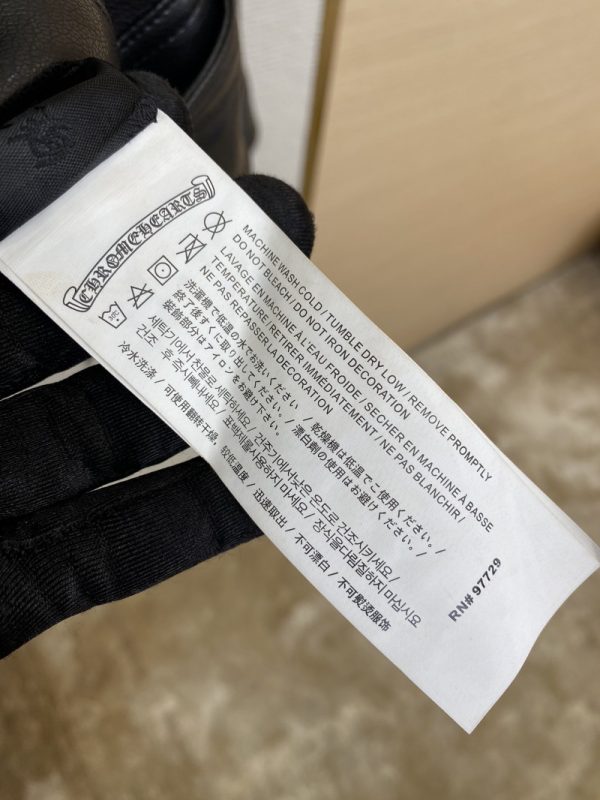 CHROME HEARTS
MACHINE WASH COLD / TUMBLE DRY LOW / REMOVE PROMPTLY
DO NOT BLEACH / DO NOT IRON DECORATION
LAVAGE EN MACHINE À L'EAU FROIDE / SECHER EN MACHINE À BASSE
TEMPERATURE / RETIRER IMMÉDIATEMENT / NE PAS BLANCHIR /
NE PAS REPASSER LA DECORATION
洗濯機で低温の水でお洗いください / 乾燥機は低温でご使用ください。/
終了後すぐに取り出してください。/ 漂白劑の使用はお避けください。/
装飾部分はアイロンをお避け下さい。
세탁기에서 찬물로 세탁하세요/ 건조기에서 낮은 온도로 건조시키세요/
건조 후 즉시 꺼내세요/ 표백제를 사용하지 마세요/ 장식을 다림질하지 마십시요
冷水洗涤 / 可使用翻转干燥, 较低温度 / 迅速取出 / 不可漂白 / 不可熨烫服饰
RN# 97729